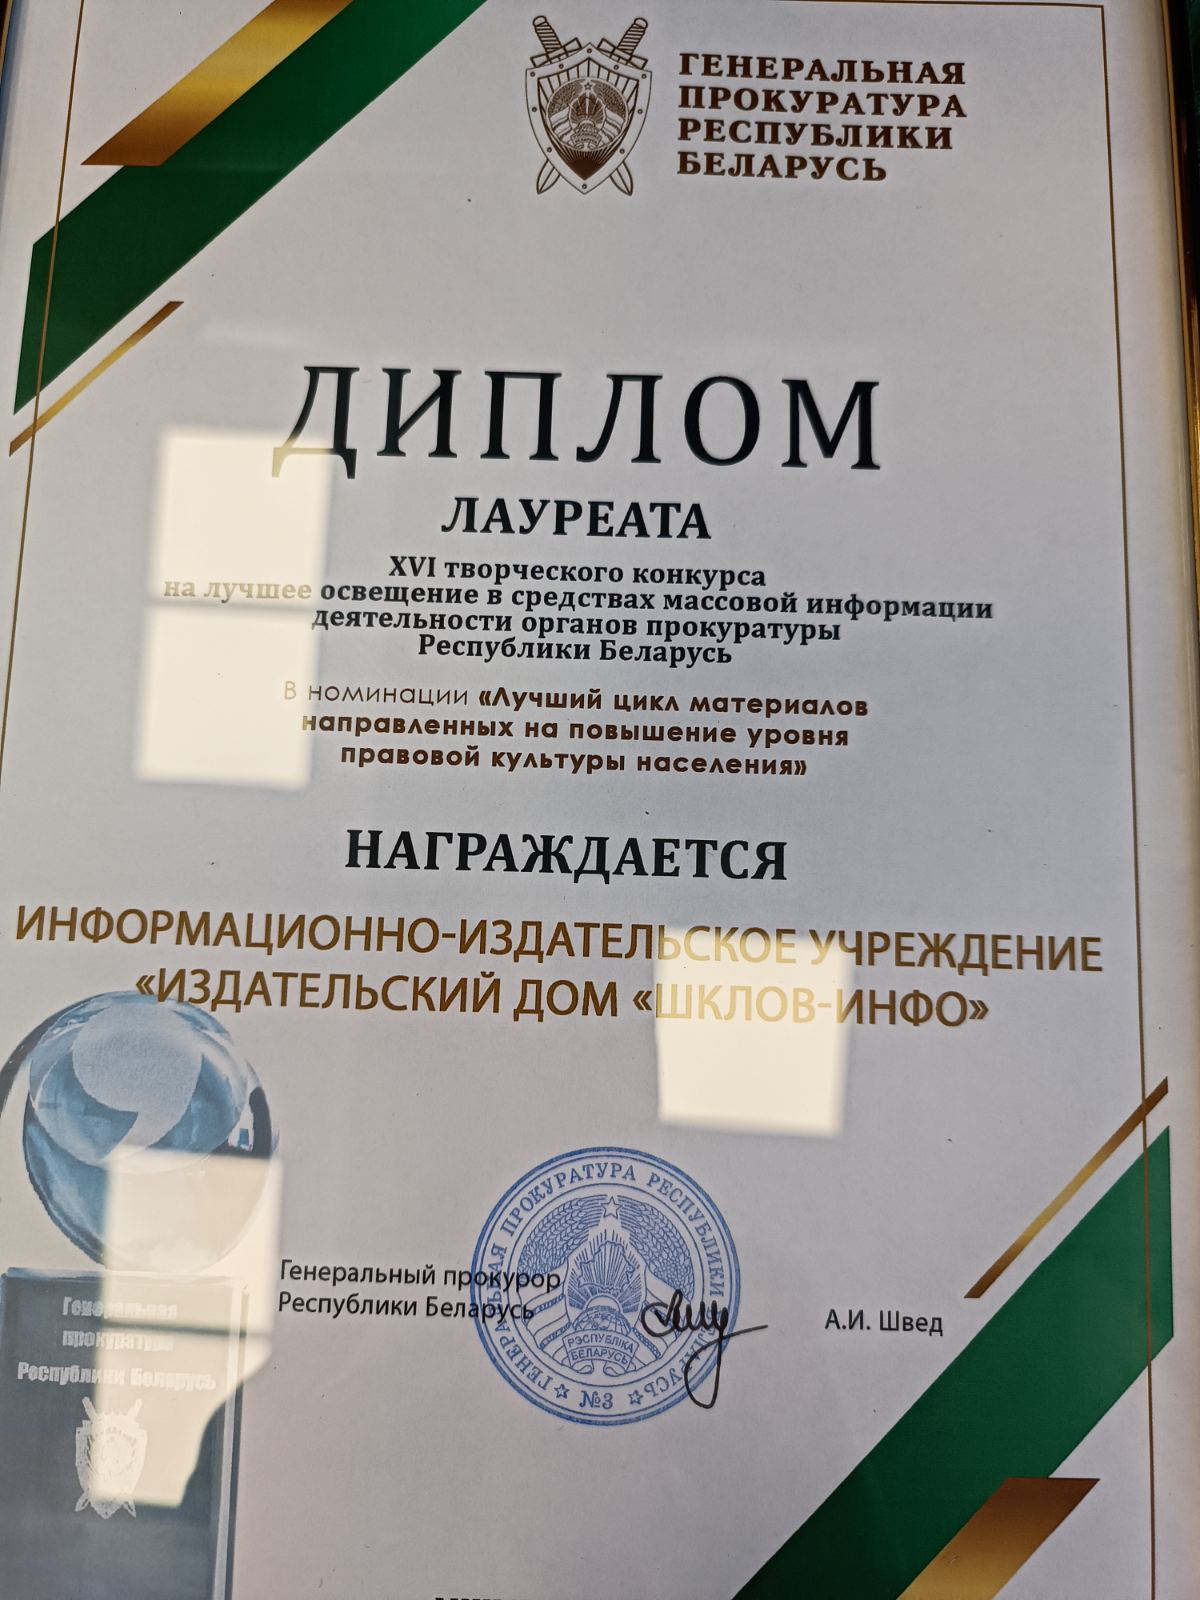 ГЕНЕРАЛЬНАЯ
ПРОКУРАТУРА
РЕСПУБЛИКИ
БЕЛАРУСЬ
ДИПЛОМ
ЛАУРЕАТА
XVI творческого конкурса
на лучшее освещение в средствах массовой информации
деятельности органов прокуратуры
Республики Беларусь
В номинации «Лучший цикл материалов
направленных на повышение уровня
правовой культуры населения»
НАГРАЖДАЕТСЯ
ИНФОРМАЦИОННО-ИЗДАТЕЛЬСКОЕ УЧРЕЖДЕНИЕ
«ИЗДАТЕЛЬСКИЙ ДОМ «ШКЛОВ-ИНФО»
Генеральный прокурор
Республики Беларусь
А.И. Швед
ГЕНЕРАЛЬНАЯ ПРОКУРАТУРА РЕСПУБЛИКИ БЕЛАРУСЬ
РЭСПУБЛІКА
БЕЛАРУСЬ
№3
Генеральная
прокуратура
Республики Беларусь